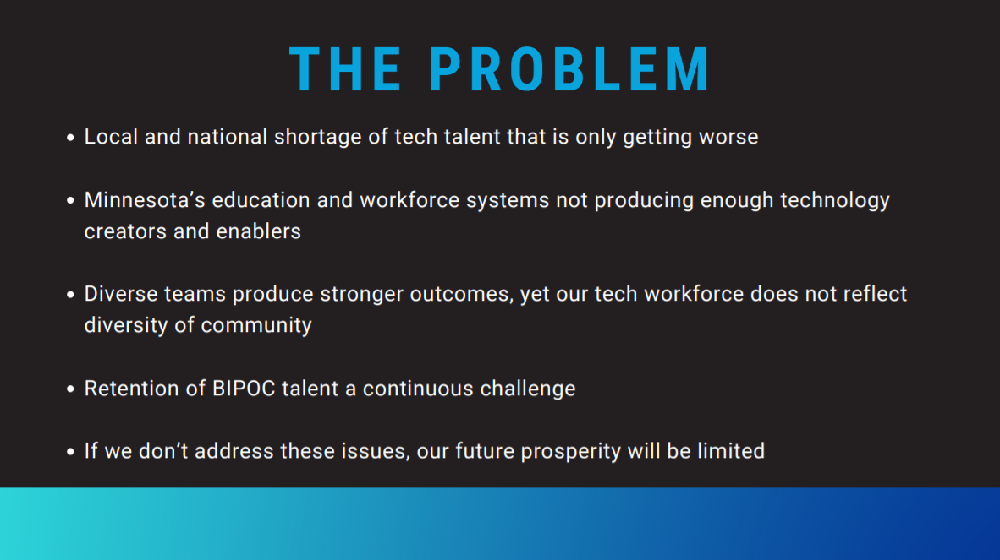 THE PROBLEM
• Local and national shortage of tech talent that is only getting worse
• Minnesota’s education and workforce systems not producing enough technology
creators and enablers
• Diverse teams produce stronger outcomes, yet our tech workforce does not reflect
diversity of community
• Retention of BIPOC talent a continuous challenge
• If we don’t address these issues, our future prosperity will be limited